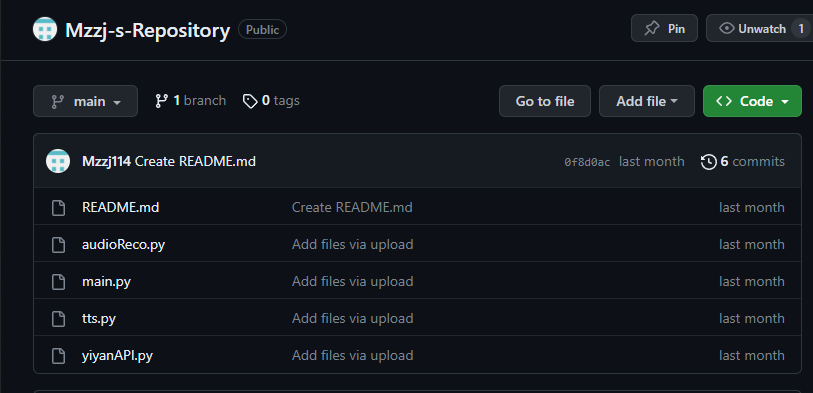 Mzzj-s-Repository Public Pin Unwatch 1
main 1 branch 0 tags Go to file Add file <> Code
Mzzj114 Create README.md 0f8d0ac last month 6 commits
README.md Create README.md last month
audioReco.py Add files via upload last month
main.py Add files via upload last month
tts.py Add files via upload last month
yiyanAPI.py Add files via upload last month